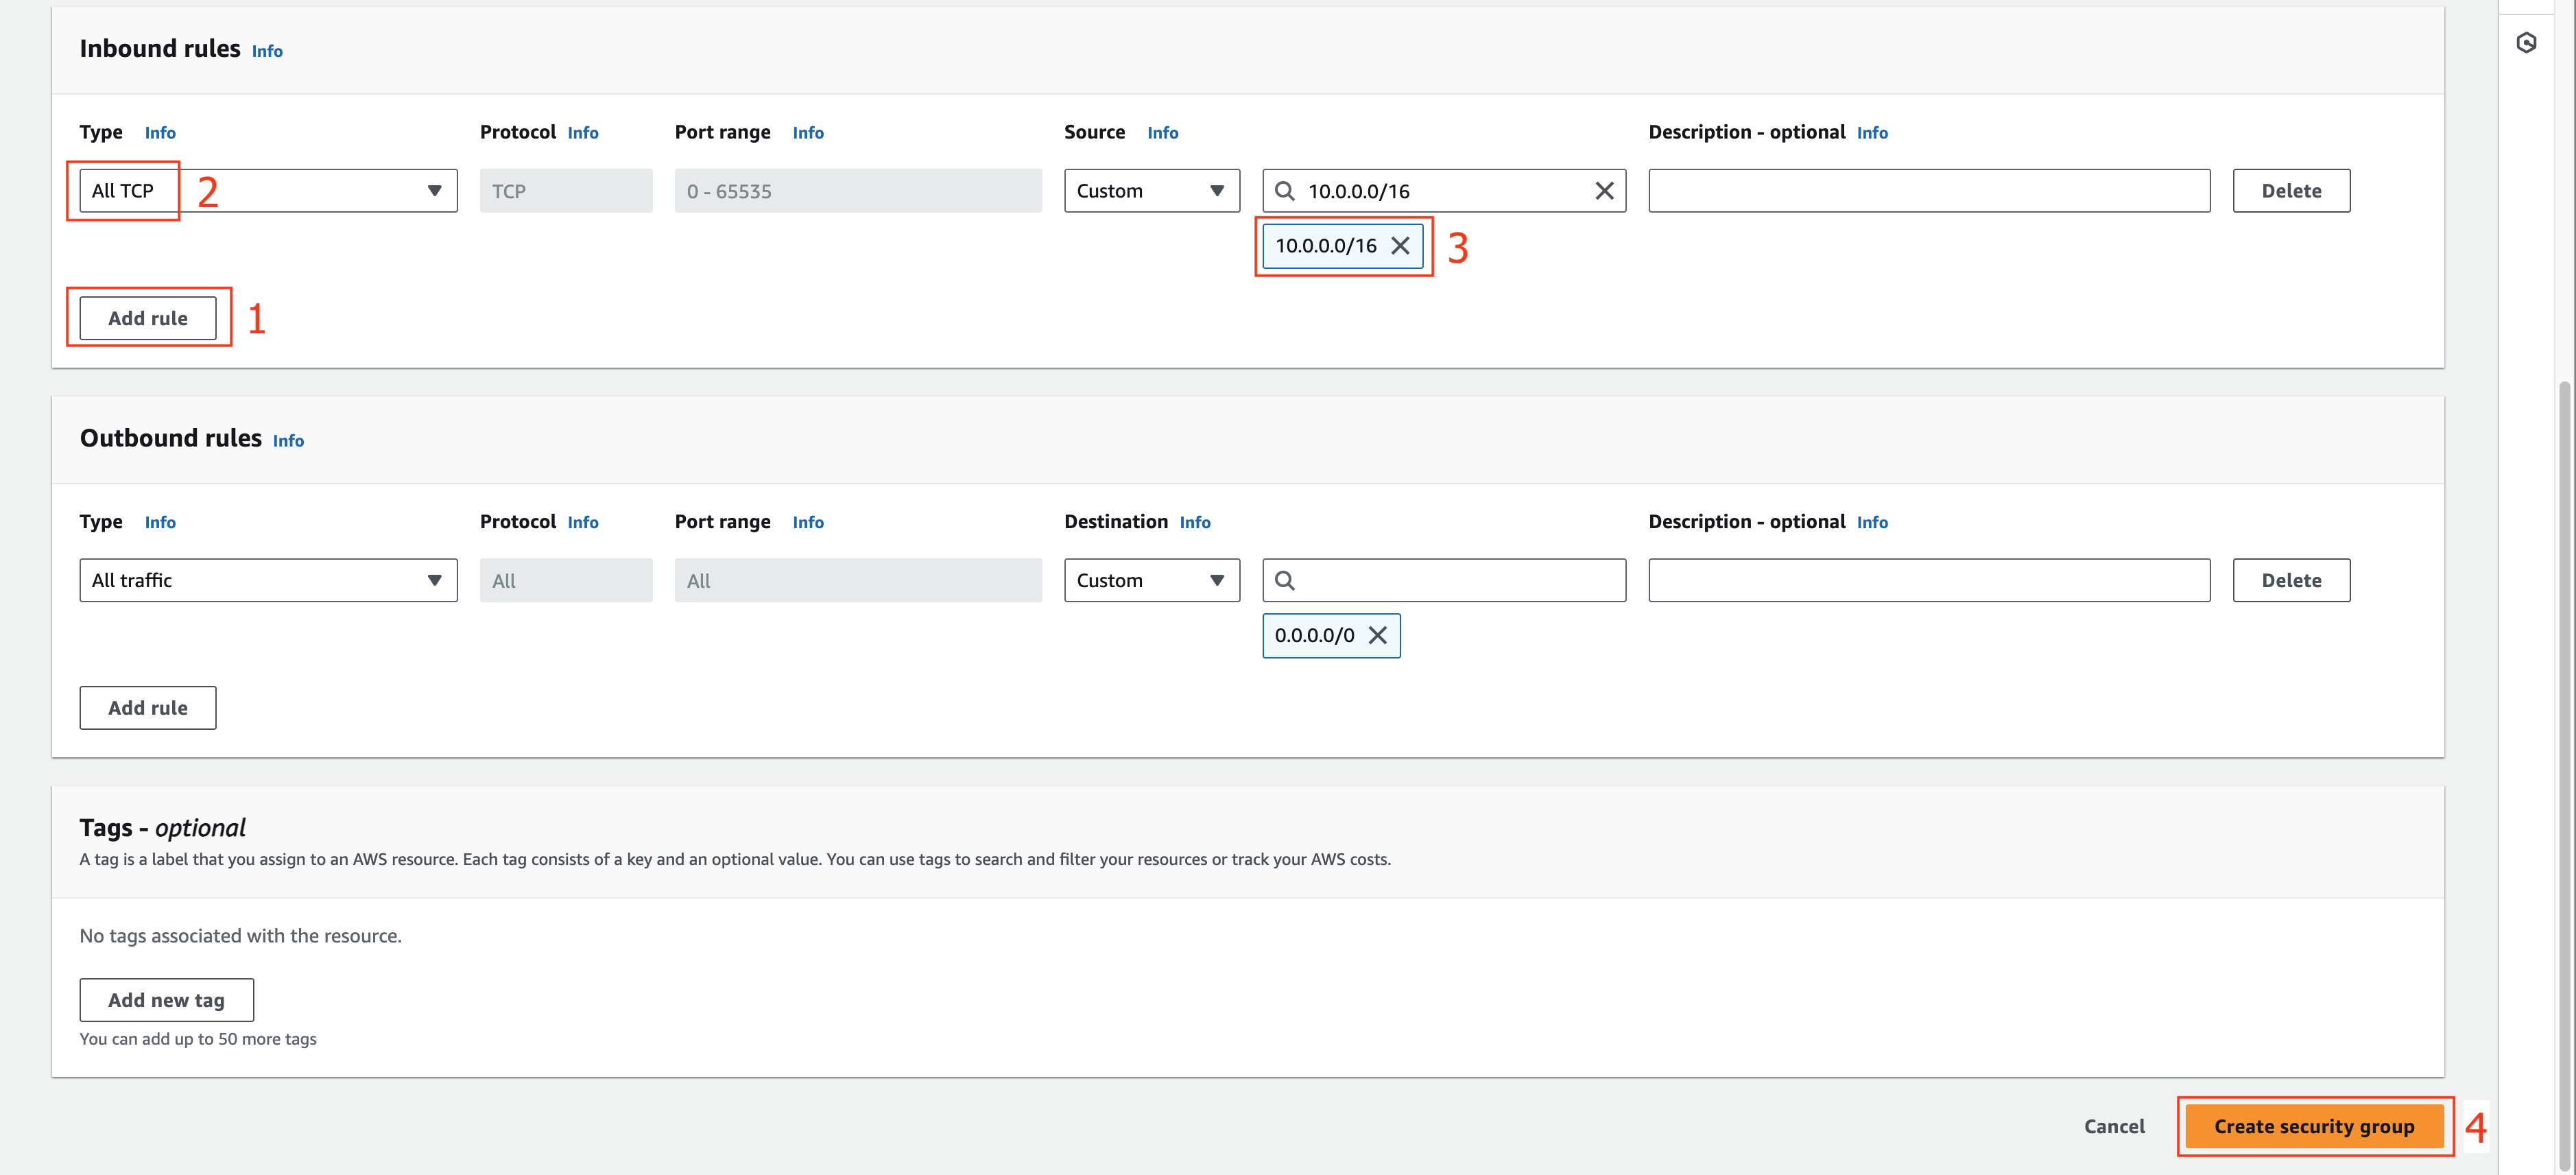 Inbound rules Info
Type Info Protocol Info Port range Info Source Info Description - optional Info
All TCP 2 TCP 0 - 65535 Custom 10.0.0.0/16 Delete
10.0.0.0/16 3
Add rule 1
Outbound rules Info
Type Info Protocol Info Port range Info Destination Info Description - optional Info
All traffic All All Custom Delete
0.0.0.0/0
Add rule
Tags - optional
A tag is a label that you assign to an AWS resource. Each tag consists of a key and an optional value. You can use tags to search and filter your resources or track your AWS costs.
No tags associated with the resource.
Add new tag
You can add up to 50 more tags
Cancel Create security group 4